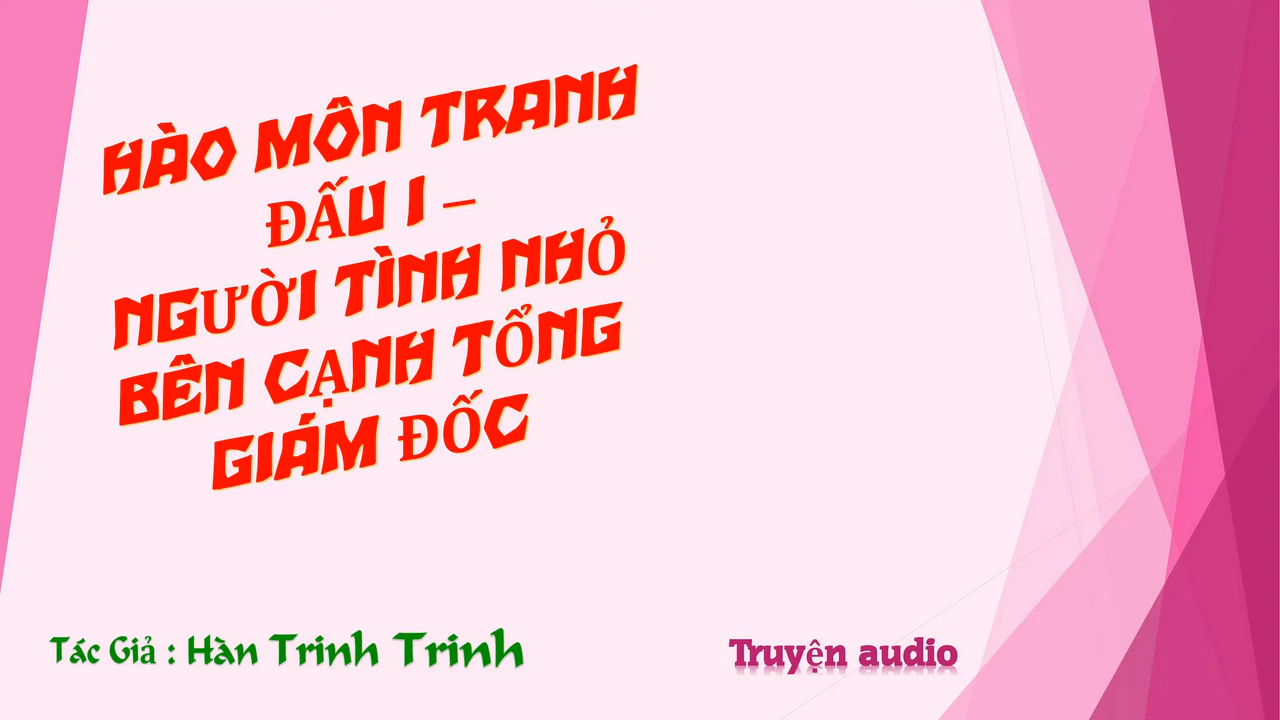 HÀO MÔN TRANH
ĐẤU I –
NGƯỜI TÌNH NHỎ
BÊN CẠNH TỔNG
GIÁM ĐỐC
Tác Giả : Hàn Trinh Trinh
Truyện audio